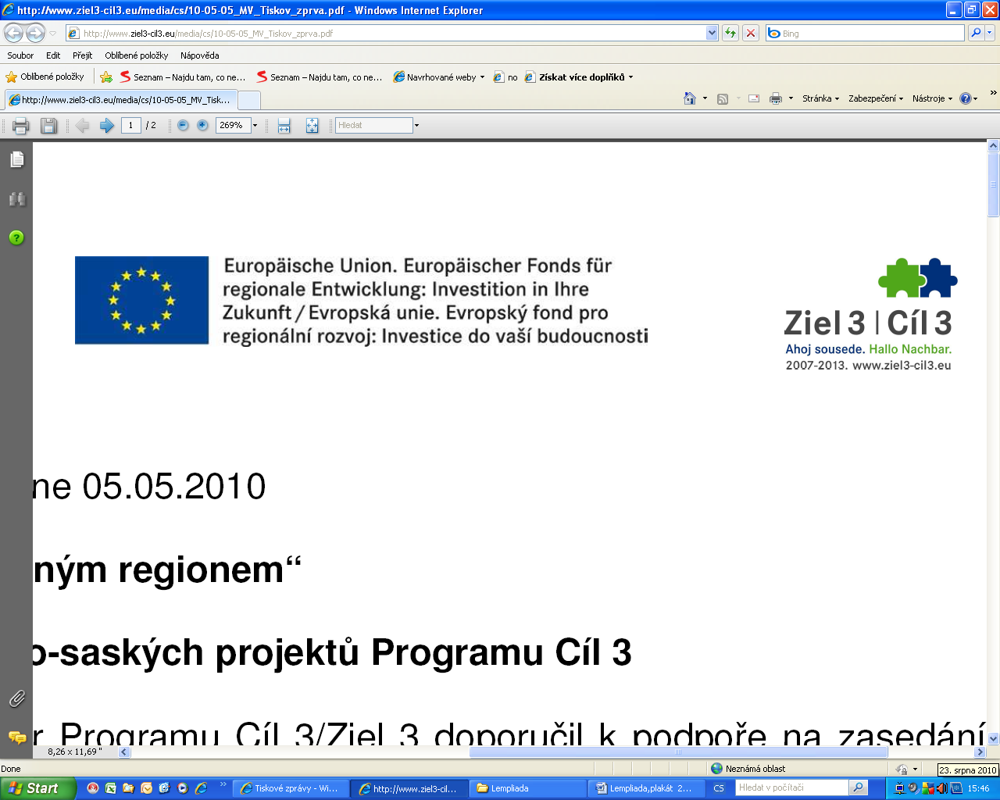 http://www.ziel3-cil3.eu/media/cs/10-05-05_MV_Tiskov_zprva.pdf - Windows Internet Explorer
http://www.ziel3-cil3.eu/media/cs/10-05-05_MV_Tiskov_zprva.pdf
Bing
Soubor Edit Přejít Oblíbené položky Nápověda
Oblíbené položky Seznam – Najdu tam, co ne... Seznam – Najdu tam, co ne... Navrhované weby no Získat více doplňků
http://www.ziel3-cil3.eu/media/cs/10-05-05_MV_Tisk... Stránka Zabezpečení Nástroje
1 / 2 269% Hledat
Europäische Union. Europäischer Fonds für
regionale Entwicklung: Investition in Ihre
Zukunft / Evropská unie. Evropský fond pro
regionální rozvoj: Investice do vaší budoucnosti
Ziel 3 | Cíl 3
Ahoj sousede. Hallo Nachbar.
2007-2013. www.ziel3-cil3.eu
ne 05.05.2010
ným regionem“
o-saských projektů Programu Cíl 3
r Programu Cíl 3/Ziel 3 doporučil k podpoře na zasedání
8,26 x 11,69 "
Done Neznámá oblast
23. srpna 2010
Start Tiskové zprávy - Wi... http://www.ziel3-cil... Lempliada Lempliada,plakát 2... CS Hledat v počítači 15:46